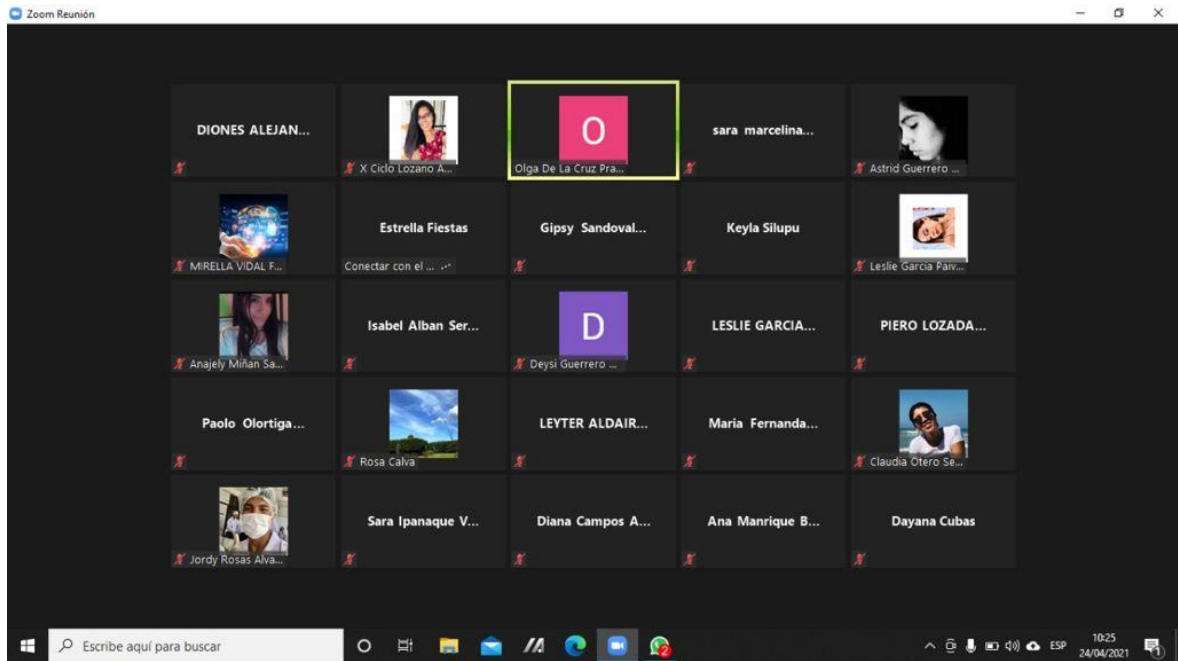 Zoom Reunión
DIONES ALEJAN...
X Ciclo Lozano A...
O
Olga De La Cruz Pra...
sara marcelina...
Astrid Guerrero ...
MIRELLA VIDAL F...
Estrella Fiestas
Conectar con el ...
Gipsy Sandoval...
Keyla Silupu
Leslie Garcia Paiv...
Anajely Miñan Sa...
Isabel Alban Ser...
D
Deysi Guerrero ...
LESLIE GARCIA...
PIERO LOZADA...
Paolo Olortiga...
Rosa Calva
LEYTER ALDAIR...
Maria Fernanda...
Claudia Otero Se...
Jordy Rosas Alva...
Sara Ipanaque V...
Diana Campos A...
Ana Manrique B...
Dayana Cubas
Escribe aquí para buscar
2
ESP
10:25
24/04/2021
1